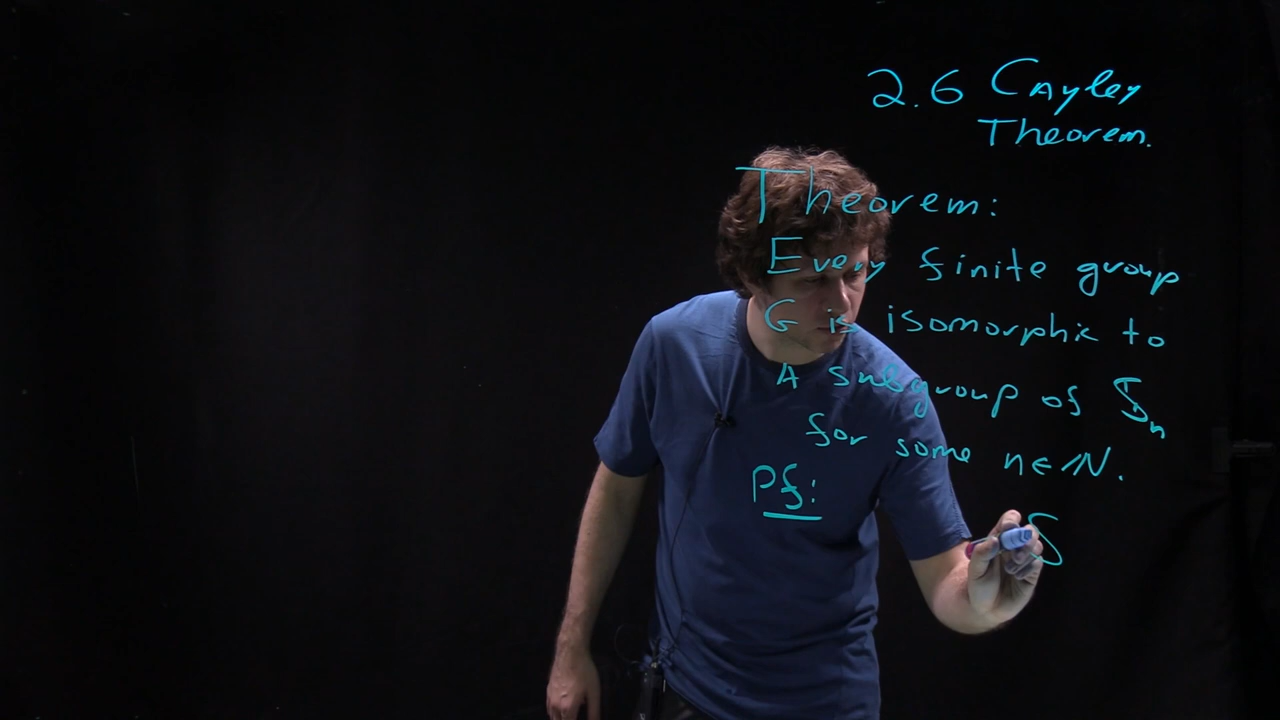 2.6 Cayley
Theorem.
Theorem:
Every finite group
G is isomorphic to
A subgroup of Sₙ
for some n∈ℕ.
Pf:
S